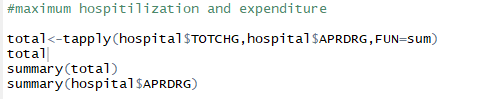 #maximum hospitilization and expenditure
total<-tapply(hospital$TOTCHG,hospital$APRDRG,FUN=sum)
total
summary(total)
summary(hospital$APRDRG)